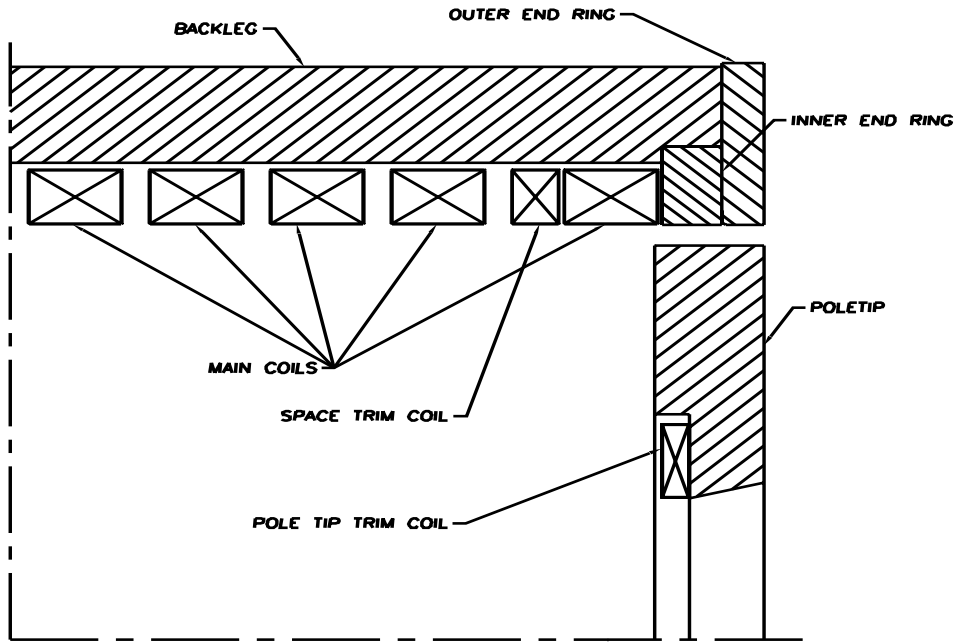 OUTER END RING
BACKLEG
INNER END RING
POLETIP
MAIN COILS
SPACE TRIM COIL
POLE TIP TRIM COIL